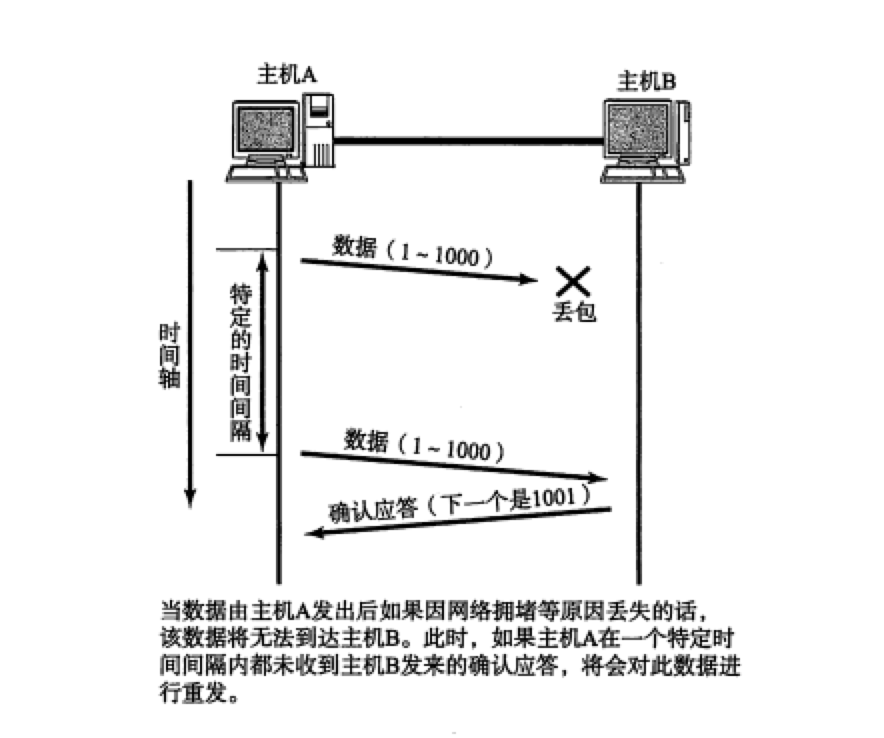 主机A
主机B
数据（1～1000）
丢包
特定的时间间隔
时间轴
数据（1～1000）
确认应答（下一个是1001）
当数据由主机A发出后如果因网络拥堵等原因丢失的话，
该数据将无法到达主机B。此时，如果主机A在一个特定时
间间隔内都未收到主机B发来的确认应答，将会对此数据进
行重发。